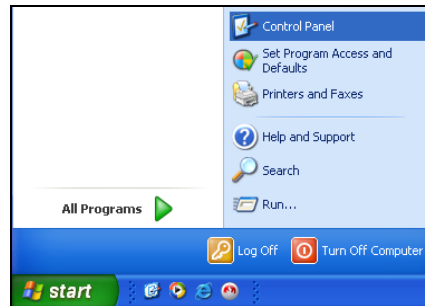 Control Panel
Set Program Access and
Defaults
Printers and Faxes
Help and Support
Search
Run...
All Programs
Log Off
Turn Off Computer
start